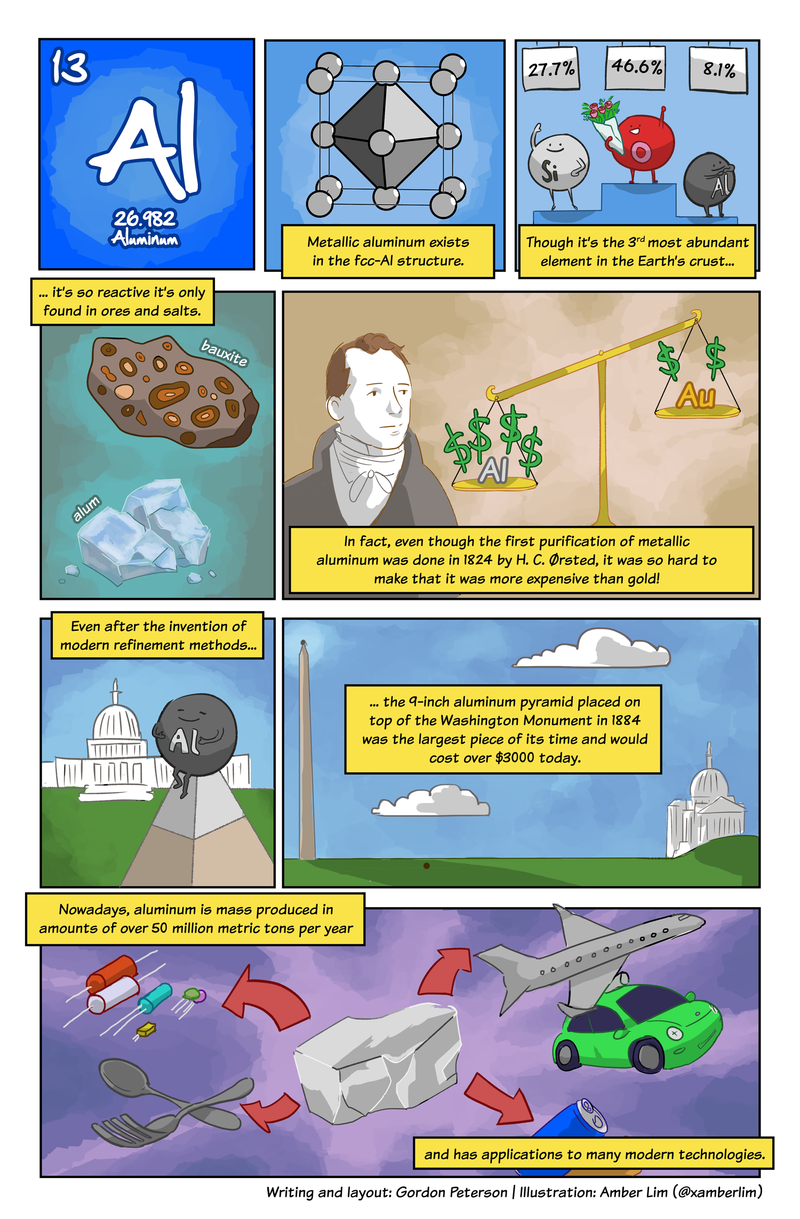 13
Al
26.982
Aluminum
Metallic aluminum exists
in the fcc-Al structure.
27.7%
46.6%
8.1%
Si
O
Al
Though it's the 3rd most abundant
element in the Earth's crust...
... it's so reactive it's only
found in ores and salts.
bauxite
alum
$ $ $ $
Al
$ $
Au
In fact, even though the first purification of metallic
aluminum was done in 1824 by H. C. Ørsted, it was so hard to
make that it was more expensive than gold!
Even after the invention of
modern refinement methods...
Al
... the 9-inch aluminum pyramid placed on
top of the Washington Monument in 1884
was the largest piece of its time and would
cost over $3000 today.
Nowadays, aluminum is mass produced in
amounts of over 50 million metric tons per year
and has applications to many modern technologies.
Writing and layout: Gordon Peterson | Illustration: Amber Lim (@xamberlim)